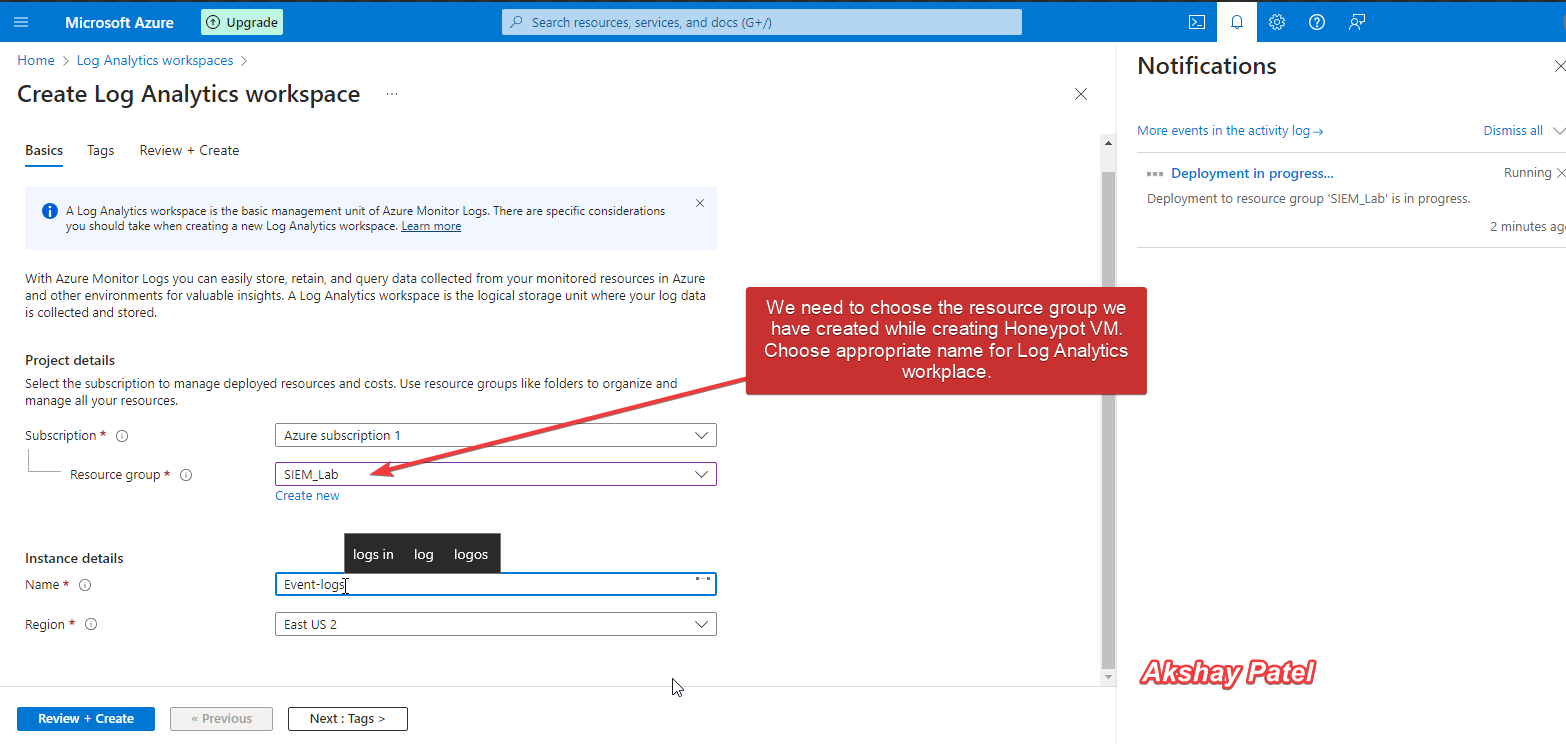 Microsoft Azure
Upgrade
Search resources, services, and docs (G+/)
Home > Log Analytics workspaces >
Create Log Analytics workspace ...
Basics
Tags
Review + Create
A Log Analytics workspace is the basic management unit of Azure Monitor Logs. There are specific considerations
you should take when creating a new Log Analytics workspace. Learn more
With Azure Monitor Logs you can easily store, retain, and query data collected from your monitored resources in Azure
and other environments for valuable insights. A Log Analytics workspace is the logical storage unit where your log data
is collected and stored.
We need to choose the resource group we
have created while creating Honeypot VM.
Choose appropriate name for Log Analytics
workplace.
Project details
Select the subscription to manage deployed resources and costs. Use resource groups like folders to organize and
manage all your resources.
Subscription *
Azure subscription 1
Resource group *
SIEM_Lab
Create new
Instance details
logs in log logos
Name *
Event-logs
Region *
East US 2
Review + Create
« Previous
Next : Tags >
Notifications
More events in the activity log →
Dismiss all
Deployment in progress...
Running
Deployment to resource group 'SIEM_Lab' is in progress.
2 minutes ag
Akshay Patel